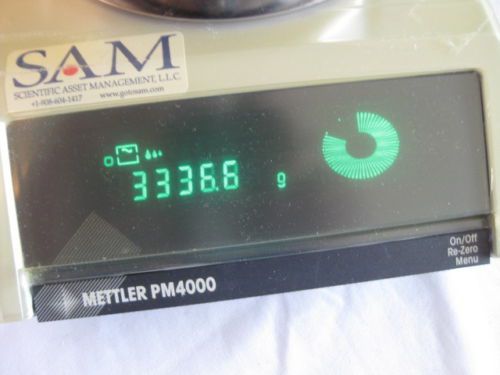 SAM
SCIENTIFIC ASSET MANAGEMENT, L.L.C.
+1-908-604-1417 www.gotosam.com
3336.6 g
On/Off
Re-Zero
Menu
METTLER PM4000